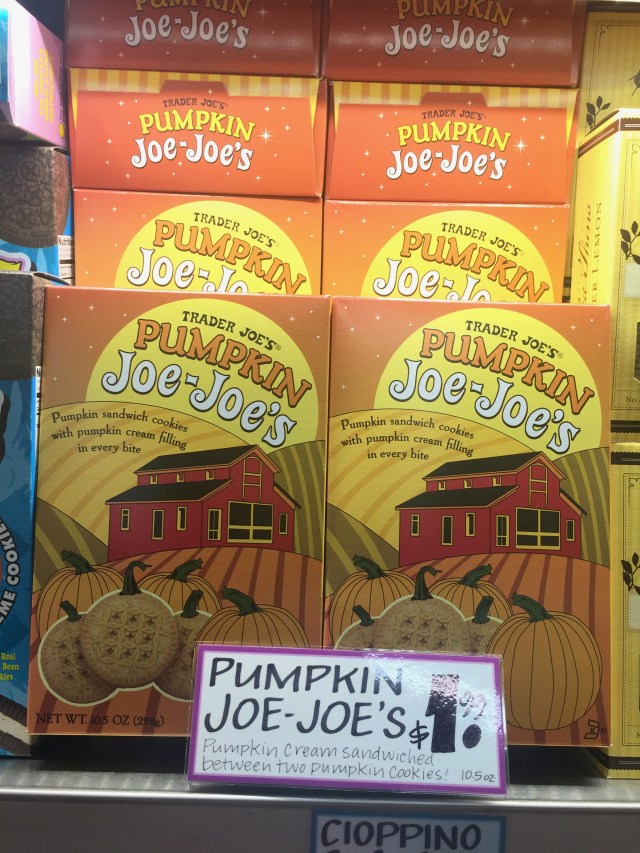 PUMPKIN
JOE-JOE'S
PUMPKIN
JOE-JOE'S
TRADER JOE'S
PUMPKIN
JOE-JOE'S
TRADER JOE'S
PUMPKIN
JOE-JOE'S
TRADER JOE'S
PUMPKIN
TRADER JOE'S
PUMPKIN
TRADER JOE'S®
PUMPKIN
JOE-JOE'S
Pumpkin sandwich cookies
with pumpkin cream filling
in every bite
NET WT. 10.5 OZ (298g)
TRADER JOE'S®
PUMPKIN
JOE-JOE'S
Pumpkin sandwich cookies
with pumpkin cream filling
in every bite
PUMPKIN
JOE-JOE'S $1.99
Pumpkin Cream sandwiched
between two pumpkin cookies! 10.5oz
CIOPPINO
LEMON
Real
Bean